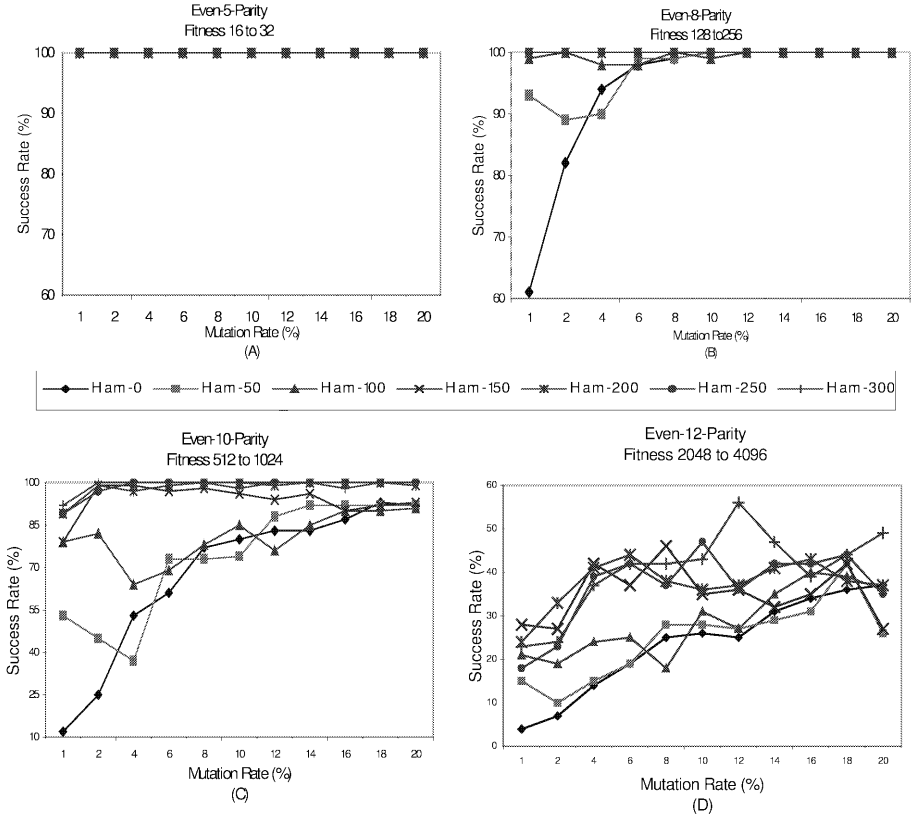 Even-5-Parity
Fitness 16 to 32
100
90
80
70
60
Success Rate (%)
1 2 4 6 8 10 12 14 16 18 20
Mutation Rate (%)
(A)
Even-8-Parity
Fitness 128 to256
100
90
80
70
60
Success Rate (%)
1 2 4 6 8 10 12 14 16 18 20
Mutation Rate (%)
(B)
Ham-0 Ham-50 Ham-100 Ham-150 Ham-200 Ham-250 Ham-300
Even-10-Parity
Fitness 512 to 1024
100
85
70
55
40
25
10
Success Rate (%)
1 2 4 6 8 10 12 14 16 18 20
Mutation Rate (%)
(C)
Even-12-Parity
Fitness 2048 to 4096
60
50
40
30
20
10
0
Success Rate (%)
1 2 4 6 8 10 12 14 16 18 20
Mutation Rate (%)
(D)